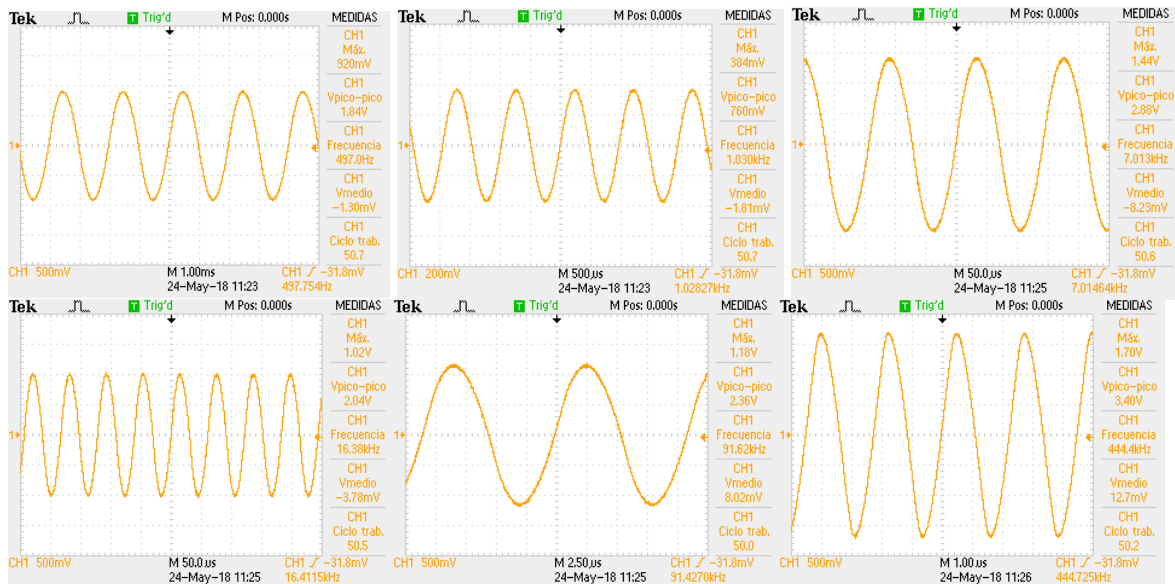 Tek
Trig'd
M Pos: 0.000s
MEDIDAS
CH1
Máx.
920mV
CH1
Vpico-pico
1.84V
CH1
Frecuencia
497.0Hz
CH1
Vmedio
-1.30mV
CH1
Ciclo trab.
50.7
1
CH1 500mV
M 1.00ms
CH1 -31.8mV
24-May-18 11:23
497.754Hz
Tek
Trig'd
M Pos: 0.000s
MEDIDAS
CH1
Máx.
384mV
CH1
Vpico-pico
760mV
CH1
Frecuencia
1.030kHz
CH1
Vmedio
-1.81mV
CH1
Ciclo trab.
50.7
1
CH1 200mV
M 500µs
CH1 -31.8mV
24-May-18 11:23
1.02827kHz
Tek
Trig'd
M Pos: 0.000s
MEDIDAS
CH1
Máx.
1.44V
CH1
Vpico-pico
2.88V
CH1
Frecuencia
7.013kHz
CH1
Vmedio
-8.23mV
CH1
Ciclo trab.
50.6
1
CH1 500mV
M 50.0µs
CH1 -31.8mV
24-May-18 11:25
7.01464kHz
Tek
Trig'd
M Pos: 0.000s
MEDIDAS
CH1
Máx.
1.02V
CH1
Vpico-pico
2.04V
CH1
Frecuencia
16.38kHz
CH1
Vmedio
-3.78mV
CH1
Ciclo trab.
50.5
1
CH1 500mV
M 50.0µs
CH1 -31.8mV
24-May-18 11:25
16.4115kHz
Tek
Trig'd
M Pos: 0.000s
MEDIDAS
CH1
Máx.
1.18V
CH1
Vpico-pico
2.36V
CH1
Frecuencia
91.62kHz
CH1
Vmedio
8.02mV
CH1
Ciclo trab.
50.0
1
CH1 500mV
M 2.50µs
CH1 -31.8mV
24-May-18 11:25
91.4270kHz
Tek
Trig'd
M Pos: 0.000s
MEDIDAS
CH1
Máx.
1.70V
CH1
Vpico-pico
3.40V
CH1
Frecuencia
444.4kHz
CH1
Vmedio
12.7mV
CH1
Ciclo trab.
50.2
1
CH1 500mV
M 1.00µs
CH1 -31.8mV
24-May-18 11:26
444.725kHz